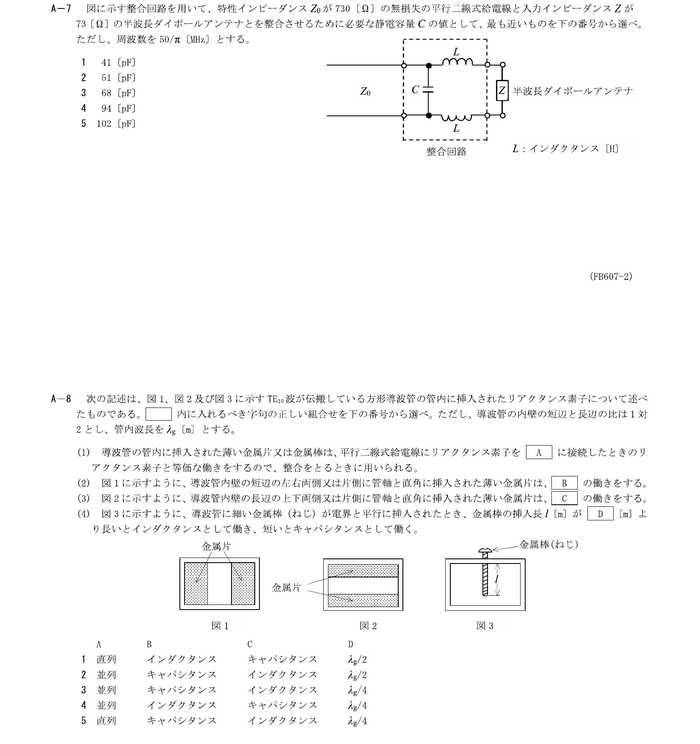 A－7 図に示す整合回路を用いて、特性インピーダンス Z₀ が 730〔Ω〕の無損失の平行二線式給電線と入力インピーダンス Z が
73〔Ω〕の半波長ダイポールアンテナとを整合させるために必要な静電容量 C の値として、最も近いものを下の番号から選べ。
ただし、周波数を 50/π〔MHz〕とする。
1 41〔pF〕
2 51〔pF〕
3 68〔pF〕
4 94〔pF〕
5 102〔pF〕
L
Z₀
C
Z
半波長ダイポールアンテナ
L
整合回路
L：インダクタンス〔H〕
(FB607-2)
A－8 次の記述は、図 1、図 2 及び図 3 に示す TE₁₀ 波が伝搬している方形導波管の管内に挿入されたリアクタンス素子について述べ
たものである。 内に入れるべき字句の正しい組合せを下の番号から選べ。ただし、導波管の内壁の短辺と長辺の比は 1 対
2 とし、管内波長を λg〔m〕とする。
(1) 導波管の管内に挿入された薄い金属片又は金属棒は、平行二線式給電線にリアクタンス素子を A に接続したときのリ
アクタンス素子と等価な働きをするので、整合をとるときに用いられる。
(2) 図 1 に示すように、導波管内壁の短辺の左右両側又は片側に管軸と直角に挿入された薄い金属片は、 B の働きをする。
(3) 図 2 に示すように、導波管内壁の長辺の上下両側又は片側に管軸と直角に挿入された薄い金属片は、 C の働きをする。
(4) 図 3 に示すように、導波管に細い金属棒（ねじ）が電界と平行に挿入されたとき、金属棒の挿入長 l〔m〕が D〔m〕よ
り長いとインダクタンスとして働き、短いとキャパシタンスとして働く。
金属片
金属片
金属棒(ねじ)
l
図 1
図 2
図 3
A B C D
1 直列 インダクタンス キャパシタンス λg/2
2 並列 キャパシタンス インダクタンス λg/2
3 並列 キャパシタンス インダクタンス λg/4
4 並列 インダクタンス キャパシタンス λg/4
5 直列 キャパシタンス インダクタンス λg/4